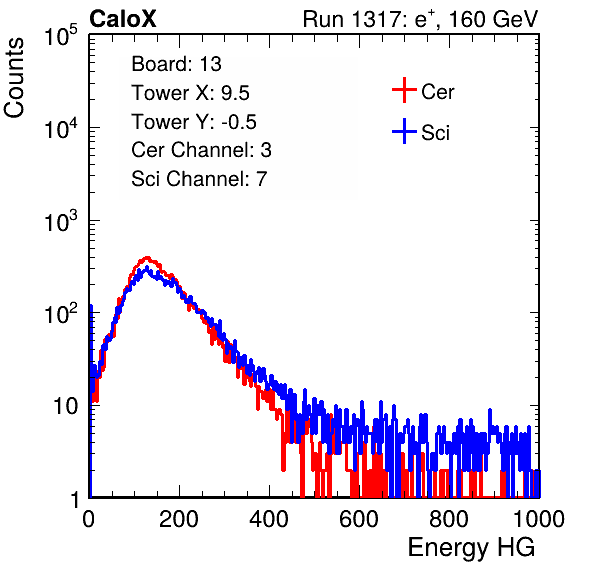 CaloX Run 1317: e⁺, 160 GeV
Counts
10⁵
10⁴
10³
10²
10
1
Board: 13
Tower X: 9.5
Tower Y: -0.5
Cer Channel: 3
Sci Channel: 7
Cer
Sci
0 200 400 600 800 1000
Energy HG